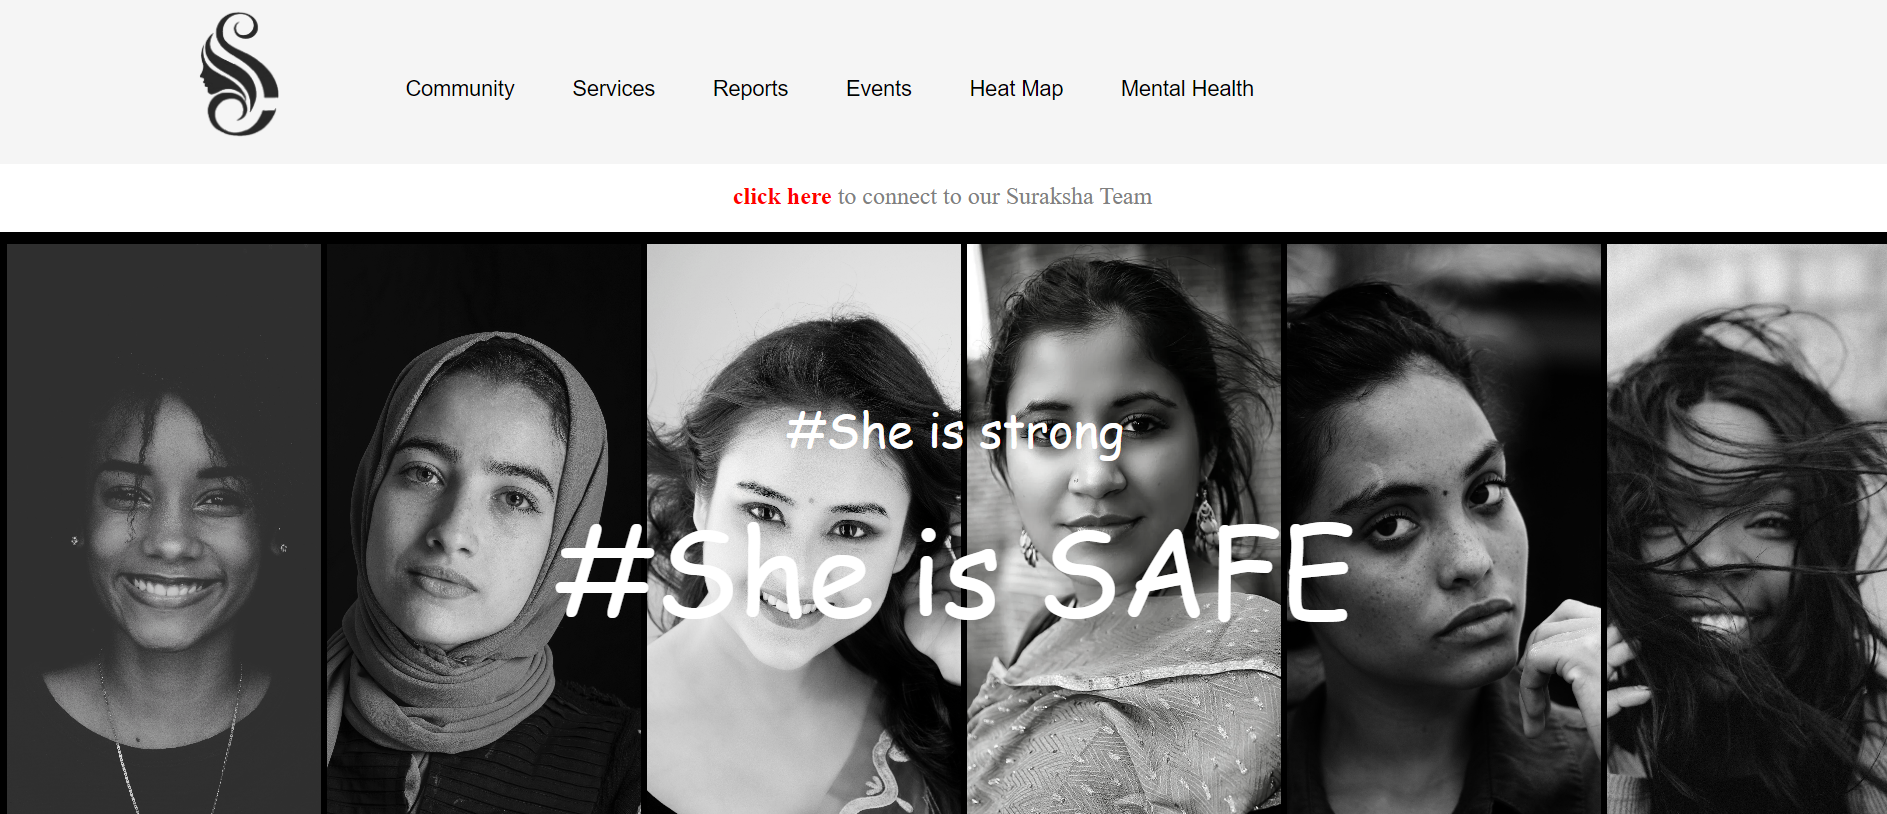 Community Services Reports Events Heat Map Mental Health
click here to connect to our Suraksha Team
#She is strong
#She is SAFE